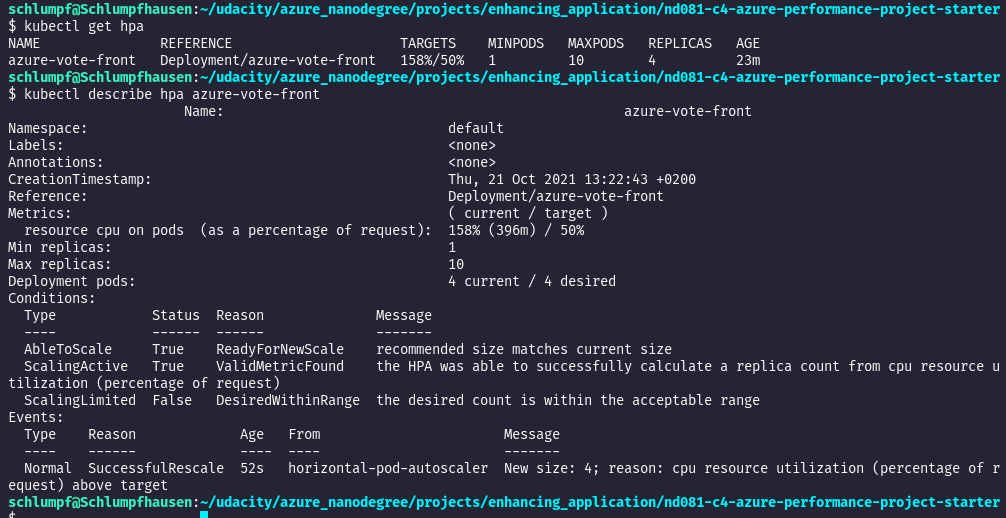 schlumpf@Schlumpfhausen:~/udacity/azure_nanodegree/projects/enhancing_application/nd081-c4-azure-performance-project-starter
$ kubectl get hpa
NAME               REFERENCE                     TARGETS    MINPODS   MAXPODS   REPLICAS   AGE
azure-vote-front   Deployment/azure-vote-front   158%/50%   1         10        4          23m
schlumpf@Schlumpfhausen:~/udacity/azure_nanodegree/projects/enhancing_application/nd081-c4-azure-performance-project-starter
$ kubectl describe hpa azure-vote-front
                      Name:                                                  azure-vote-front
Namespace:                                             default
Labels:                                                <none>
Annotations:                                           <none>
CreationTimestamp:                                     Thu, 21 Oct 2021 13:22:43 +0200
Reference:                                             Deployment/azure-vote-front
Metrics:                                               ( current / target )
  resource cpu on pods  (as a percentage of request):  158% (396m) / 50%
Min replicas:                                          1
Max replicas:                                          10
Deployment pods:                                       4 current / 4 desired
Conditions:
  Type            Status  Reason              Message
  ----            ------  ------              -------
  AbleToScale     True    ReadyForNewScale    recommended size matches current size
  ScalingActive   True    ValidMetricFound    the HPA was able to successfully calculate a replica count from cpu resource u
tilization (percentage of request)
  ScalingLimited  False   DesiredWithinRange  the desired count is within the acceptable range
Events:
  Type    Reason             Age   From                       Message
  ----    ------             ----  ----                       -------
  Normal  SuccessfulRescale  52s   horizontal-pod-autoscaler  New size: 4; reason: cpu resource utilization (percentage of r
equest) above target
schlumpf@Schlumpfhausen:~/udacity/azure_nanodegree/projects/enhancing_application/nd081-c4-azure-performance-project-starter
$